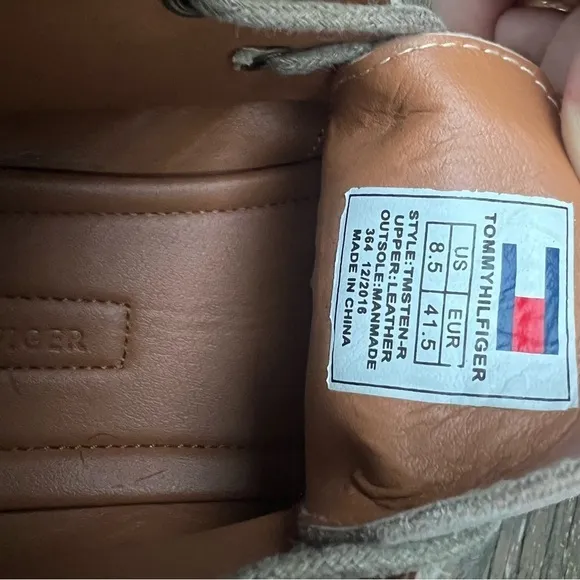 TOMMYHILFIGER
US EUR
8.5 41.5
STYLE:TMSTEN-R
UPPER:LEATHER
OUTSOLE:MANMADE
364 12/2016
MADE IN CHINA
FIGER